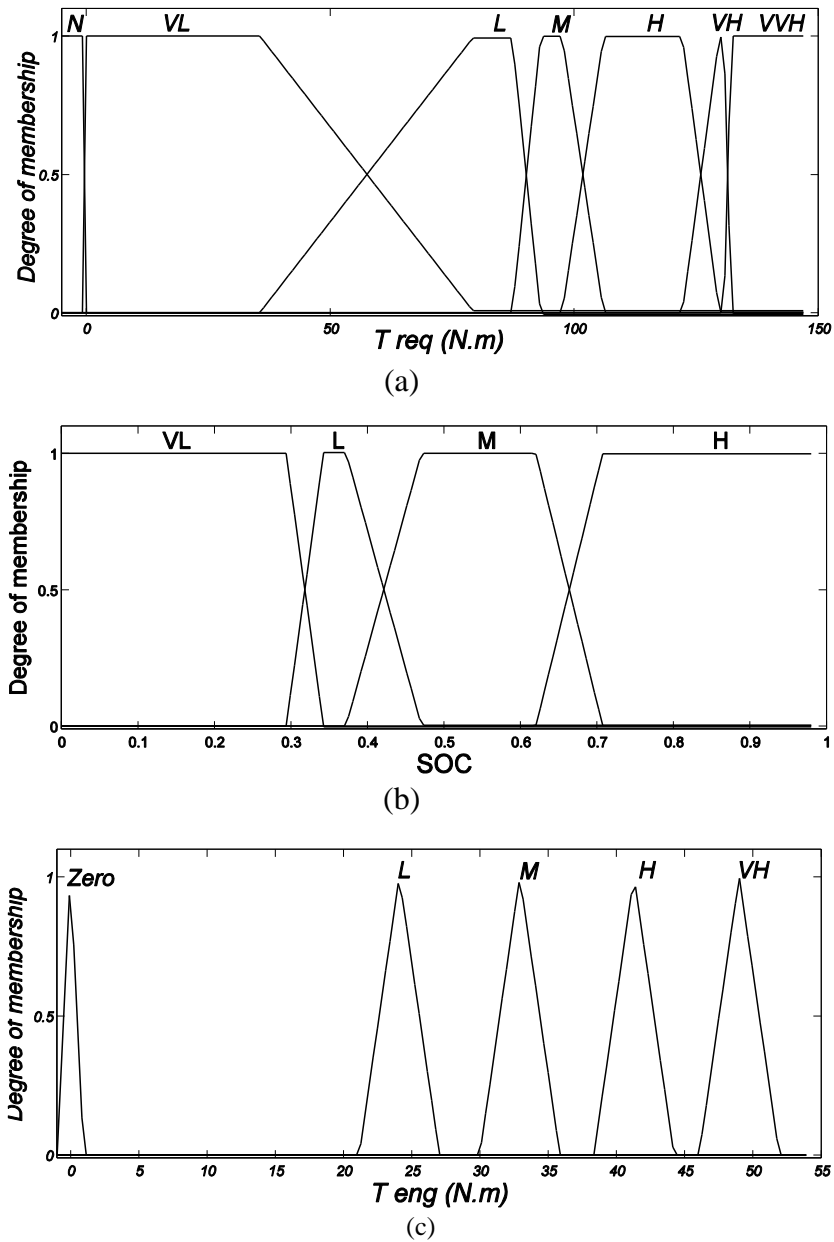 N VL L M H VH VVH
1
0.5
0
Degree of membership
0 50 100 150
T req (N.m)
(a)
VL L M H
1
0.5
0
Degree of membership
0 0.1 0.2 0.3 0.4 0.5 0.6 0.7 0.8 0.9 1
SOC
(b)
Zero L M H VH
1
0.5
0
Degree of membership
0 5 10 15 20 25 30 35 40 45 50 55
T eng (N.m)
(c)